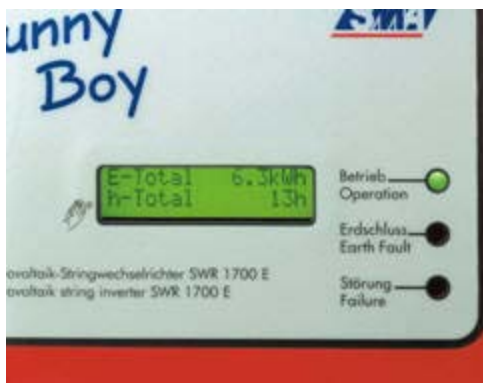 unny
Boy
SMA
E-Total 6.3kWh
h-Total 13h
Betrieb
Operation
Erdschluss
Earth Fault
Störung
Failure
ovoltaik-Stringwechselrichter SWR 1700 E
ovoltaik string inverter SWR 1700 E